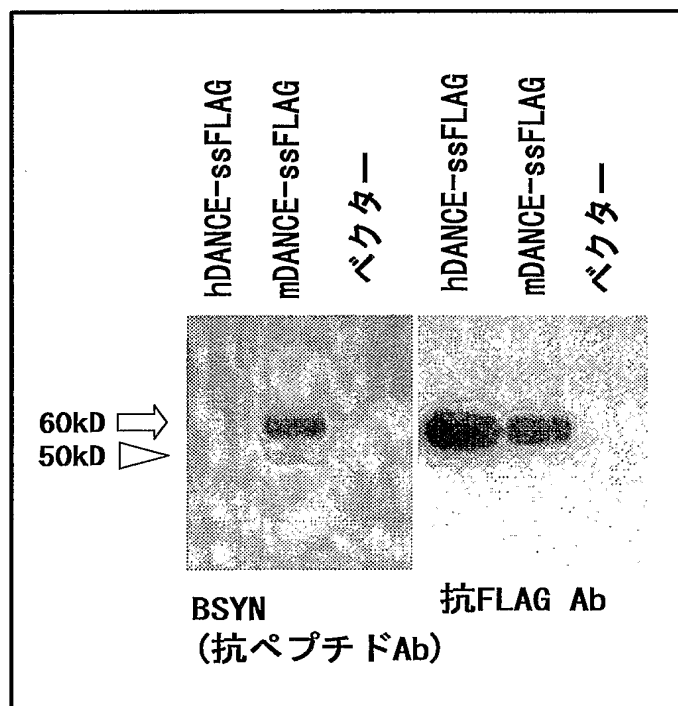 hDANCE-ssFLAG
mDANCE-ssFLAG
ベクター
hDANCE-ssFLAG
mDANCE-ssFLAG
ベクター
60kD
50kD
BSYN
(抗ペプチドAb)
抗FLAG Ab